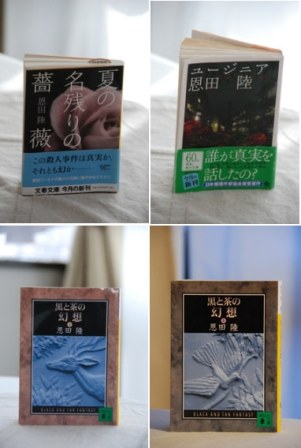 夏の
名残りの
薔薇
恩田 陸
この殺人事件は真実か、
それとも幻か
文春文庫 今月の新刊
ユージニア
恩田 陸
誰が真実を
話したの?
黒と茶の
幻想
上
恩田 陸
BLACK AND TAN FANTASY
黒と茶の
幻想
下
恩田 陸
BLACK AND TAN FANTASY